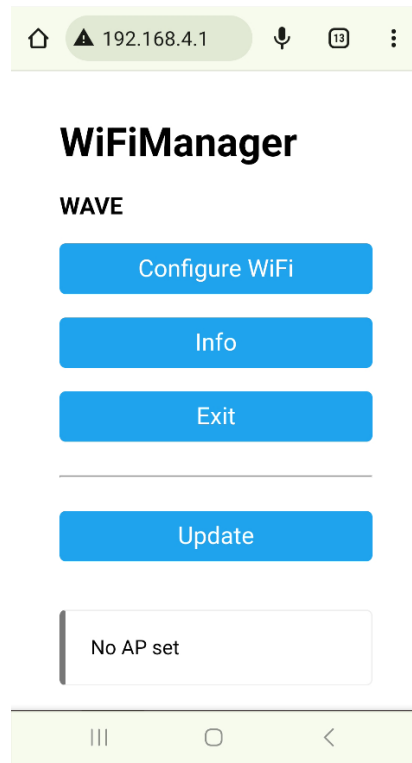 192.168.4.1
13
WiFiManager
WAVE
Configure WiFi
Info
Exit
Update
No AP set